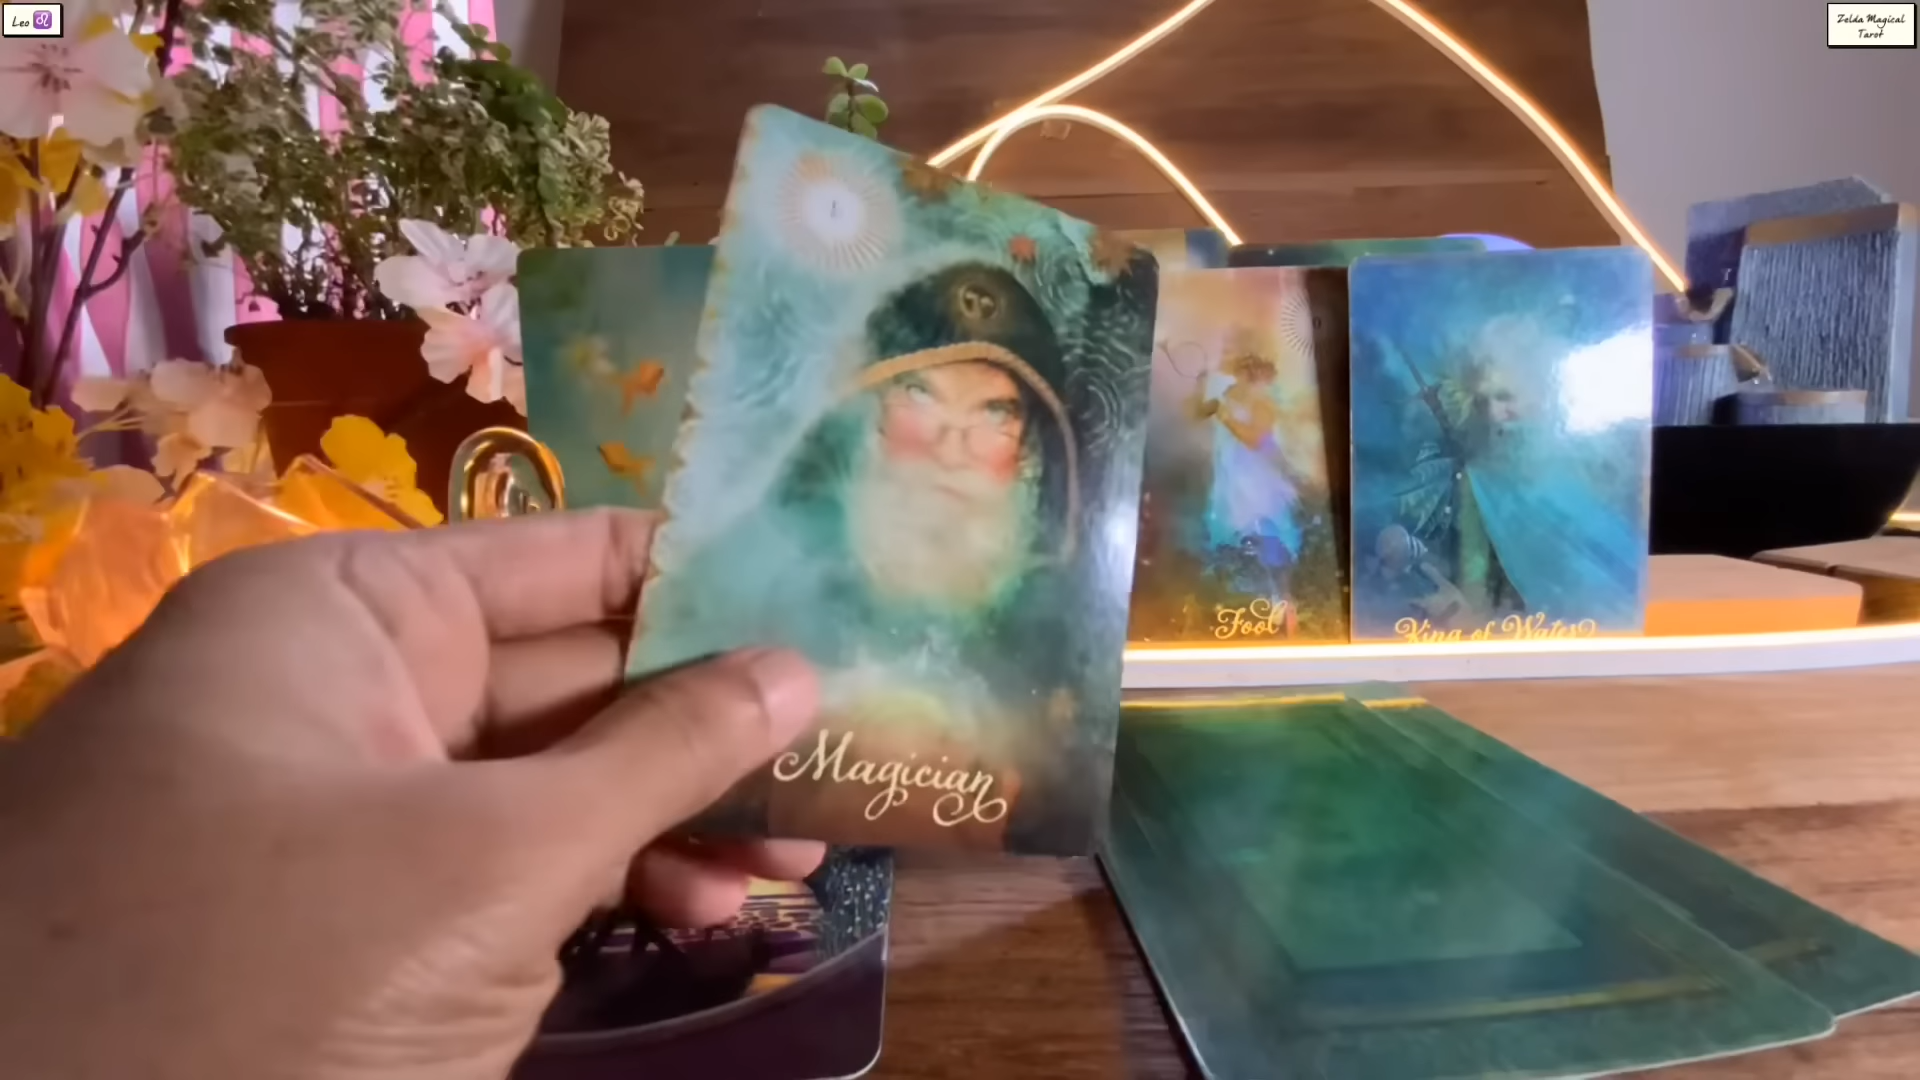 Leo ♌
Zelda Magical
Tarot
Magician
Fool
King of Water